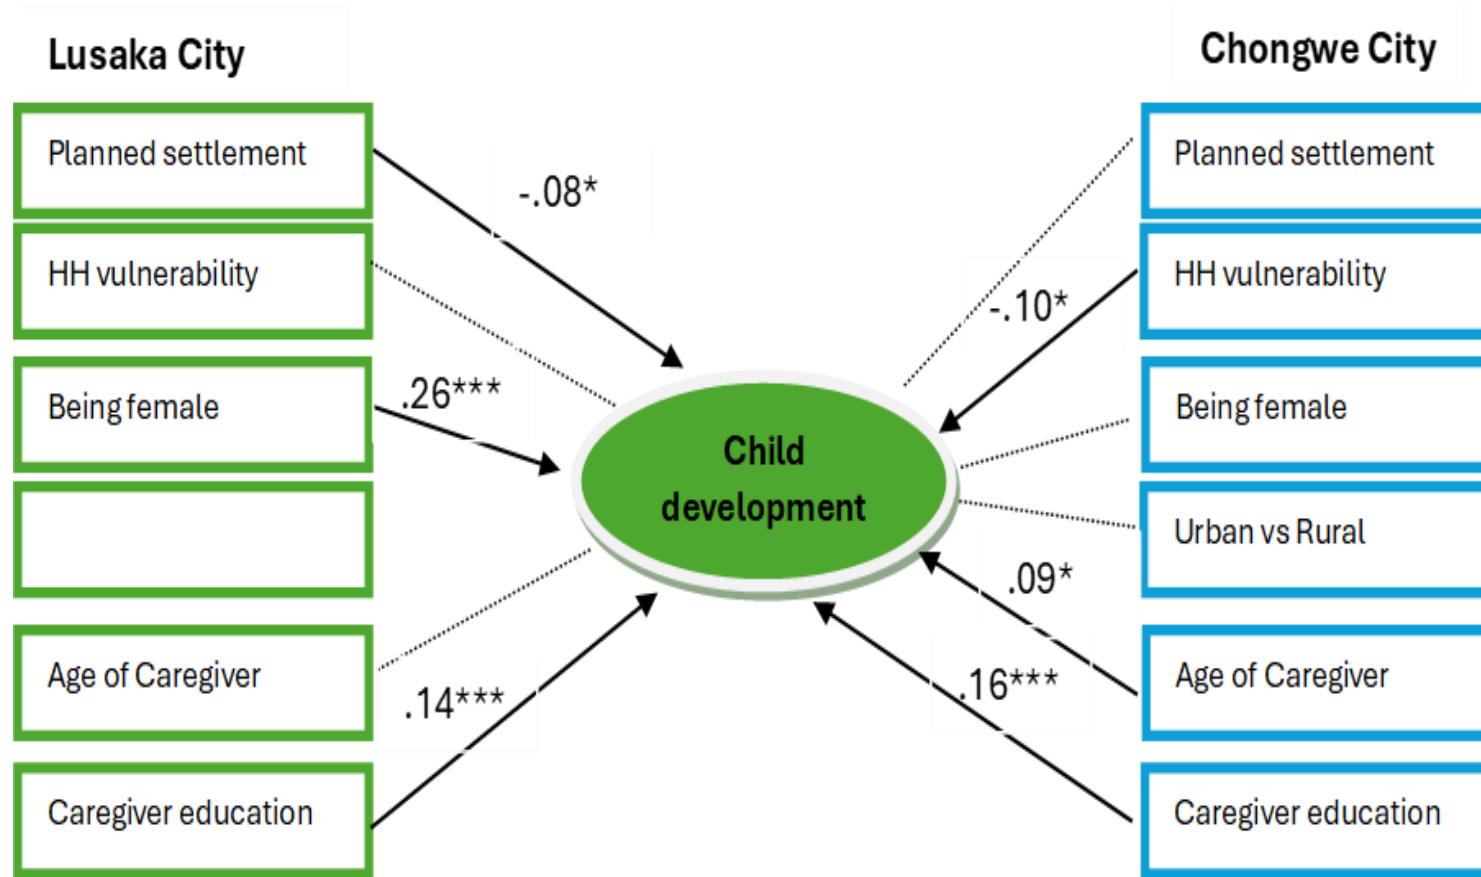 Lusaka City
Chongwe City
Planned settlement
-.08*
Planned settlement
HH vulnerability
-.10*
HH vulnerability
Being female
.26***
Being female
Child
development
Urban vs Rural
.09*
Age of Caregiver
.14***
.16***
Age of Caregiver
Caregiver education
Caregiver education